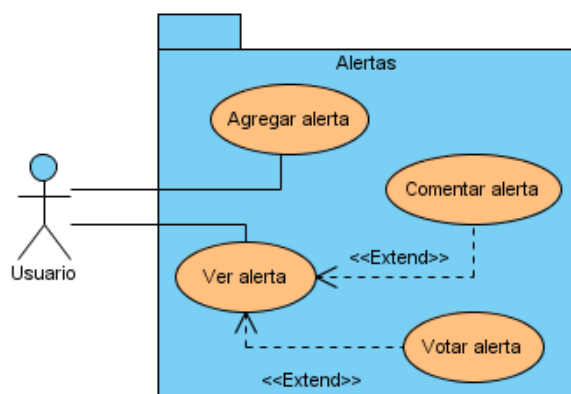 Alertas
Agregar alerta
Comentar alerta
<<Extend>>
Usuario
Ver alerta
Votar alerta
<<Extend>>